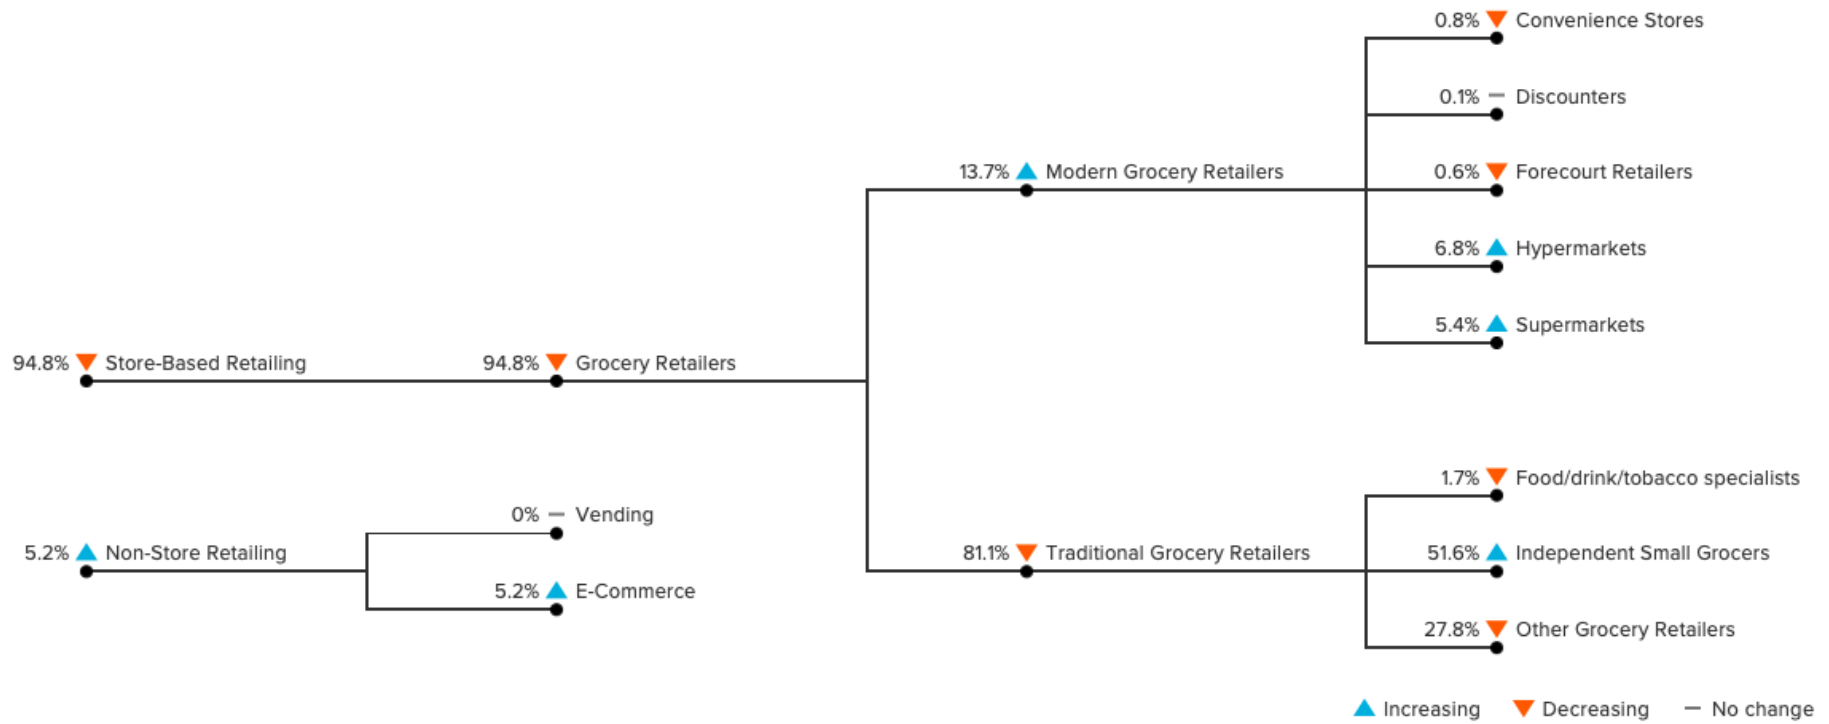 0.8% Convenience Stores
0.1% – Discounters
13.7% Modern Grocery Retailers
0.6% Forecourt Retailers
6.8% Hypermarkets
5.4% Supermarkets
94.8% Store-Based Retailing
94.8% Grocery Retailers
1.7% Food/drink/tobacco specialists
0% – Vending
5.2% Non-Store Retailing
81.1% Traditional Grocery Retailers
51.6% Independent Small Grocers
5.2% E-Commerce
27.8% Other Grocery Retailers
Increasing Decreasing – No change